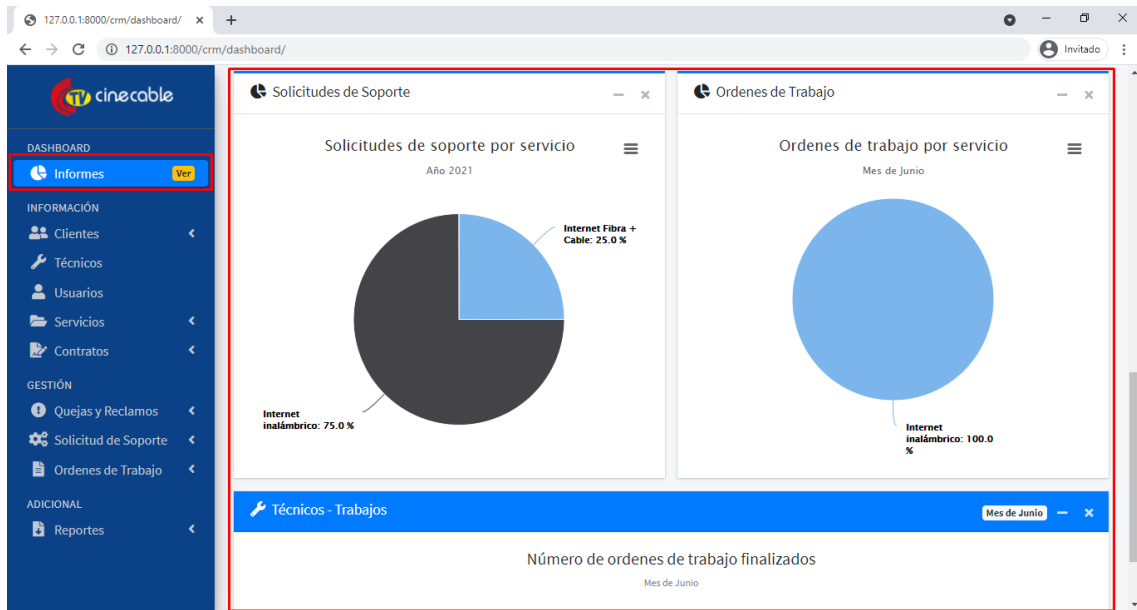 127.0.0.1:8000/crm/dashboard/
127.0.0.1:8000/crm/dashboard/
Invitado
TV cinecable
DASHBOARD
Informes Ver
INFORMACIÓN
Clientes
Técnicos
Usuarios
Servicios
Contratos
GESTIÓN
Quejas y Reclamos
Solicitud de Soporte
Ordenes de Trabajo
ADICIONAL
Reportes
Solicitudes de Soporte
Solicitudes de soporte por servicio
Año 2021
Internet Fibra +
Cable: 25.0 %
Internet
inalámbrico: 75.0 %
Ordenes de Trabajo
Ordenes de trabajo por servicio
Mes de Junio
Internet
inalámbrico: 100.0
%
Técnicos - Trabajos
Mes de Junio
Número de ordenes de trabajo finalizados
Mes de Junio